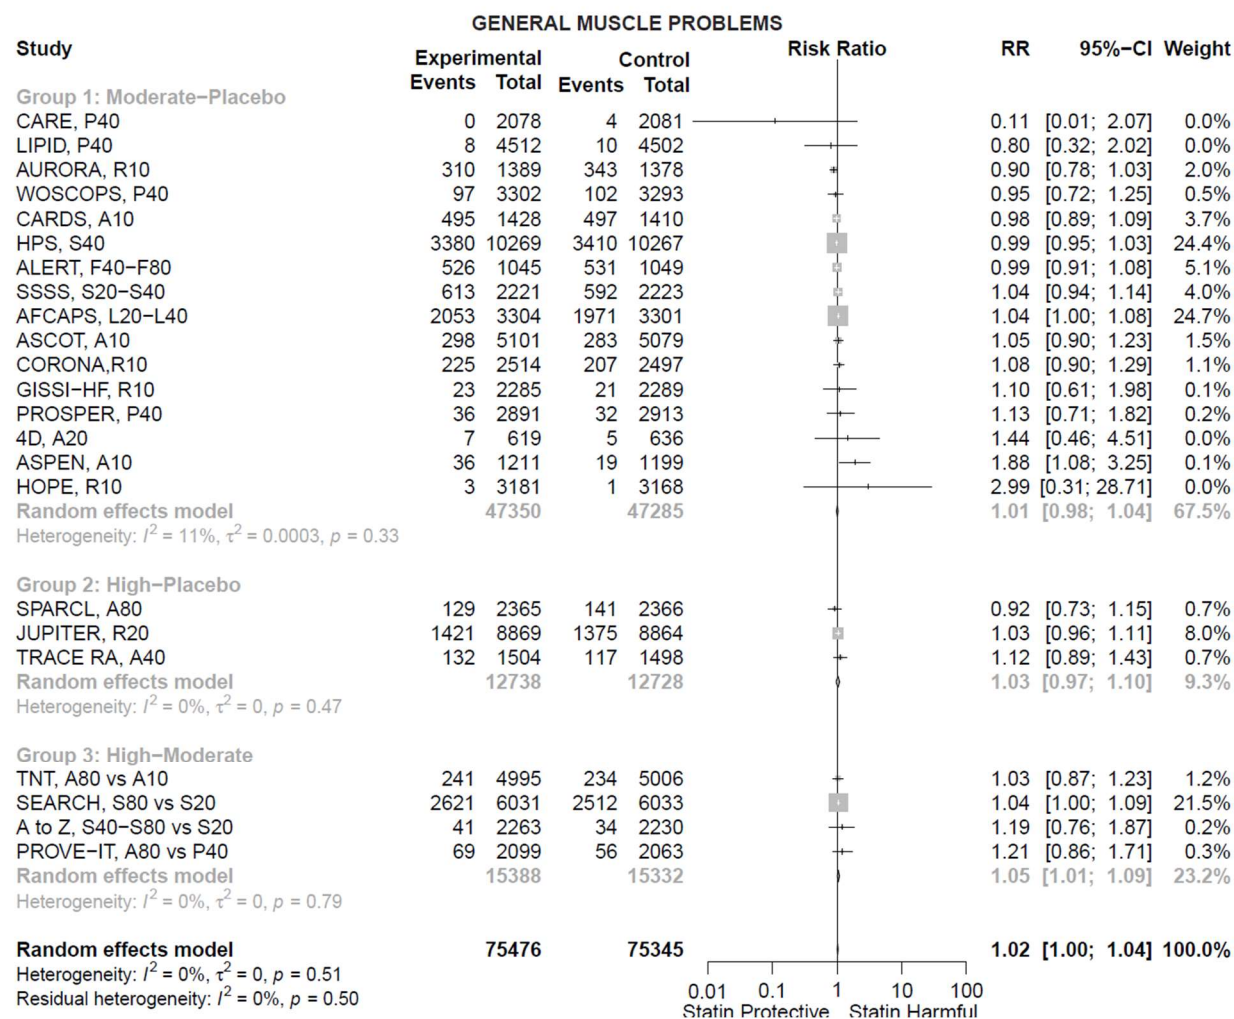 GENERAL MUSCLE PROBLEMS
Study Experimental Control Risk Ratio RR 95%−CI Weight
Events Total Events Total
Group 1: Moderate−Placebo
CARE, P40 0 2078 4 2081 0.11 [0.01; 2.07] 0.0%
LIPID, P40 8 4512 10 4502 0.80 [0.32; 2.02] 0.0%
AURORA, R10 310 1389 343 1378 0.90 [0.78; 1.03] 2.0%
WOSCOPS, P40 97 3302 102 3293 0.95 [0.72; 1.25] 0.5%
CARDS, A10 495 1428 497 1410 0.98 [0.89; 1.09] 3.7%
HPS, S40 3380 10269 3410 10267 0.99 [0.95; 1.03] 24.4%
ALERT, F40−F80 526 1045 531 1049 0.99 [0.91; 1.08] 5.1%
SSSS, S20−S40 613 2221 592 2223 1.04 [0.94; 1.14] 4.0%
AFCAPS, L20−L40 2053 3304 1971 3301 1.04 [1.00; 1.08] 24.7%
ASCOT, A10 298 5101 283 5079 1.05 [0.90; 1.23] 1.5%
CORONA,R10 225 2514 207 2497 1.08 [0.90; 1.29] 1.1%
GISSI−HF, R10 23 2285 21 2289 1.10 [0.61; 1.98] 0.1%
PROSPER, P40 36 2891 32 2913 1.13 [0.71; 1.82] 0.2%
4D, A20 7 619 5 636 1.44 [0.46; 4.51] 0.0%
ASPEN, A10 36 1211 19 1199 1.88 [1.08; 3.25] 0.1%
HOPE, R10 3 3181 1 3168 2.99 [0.31; 28.71] 0.0%
Random effects model 47350 47285 1.01 [0.98; 1.04] 67.5%
Heterogeneity: I² = 11%, τ² = 0.0003, p = 0.33
Group 2: High−Placebo
SPARCL, A80 129 2365 141 2366 0.92 [0.73; 1.15] 0.7%
JUPITER, R20 1421 8869 1375 8864 1.03 [0.96; 1.11] 8.0%
TRACE RA, A40 132 1504 117 1498 1.12 [0.89; 1.43] 0.7%
Random effects model 12738 12728 1.03 [0.97; 1.10] 9.3%
Heterogeneity: I² = 0%, τ² = 0, p = 0.47
Group 3: High−Moderate
TNT, A80 vs A10 241 4995 234 5006 1.03 [0.87; 1.23] 1.2%
SEARCH, S80 vs S20 2621 6031 2512 6033 1.04 [1.00; 1.09] 21.5%
A to Z, S40−S80 vs S20 41 2263 34 2230 1.19 [0.76; 1.87] 0.2%
PROVE−IT, A80 vs P40 69 2099 56 2063 1.21 [0.86; 1.71] 0.3%
Random effects model 15388 15332 1.05 [1.01; 1.09] 23.2%
Heterogeneity: I² = 0%, τ² = 0, p = 0.79
Random effects model 75476 75345 1.02 [1.00; 1.04] 100.0%
Heterogeneity: I² = 0%, τ² = 0, p = 0.51
Residual heterogeneity: I² = 0%, p = 0.50
0.01 0.1 1 10 100
Statin Protective Statin Harmful